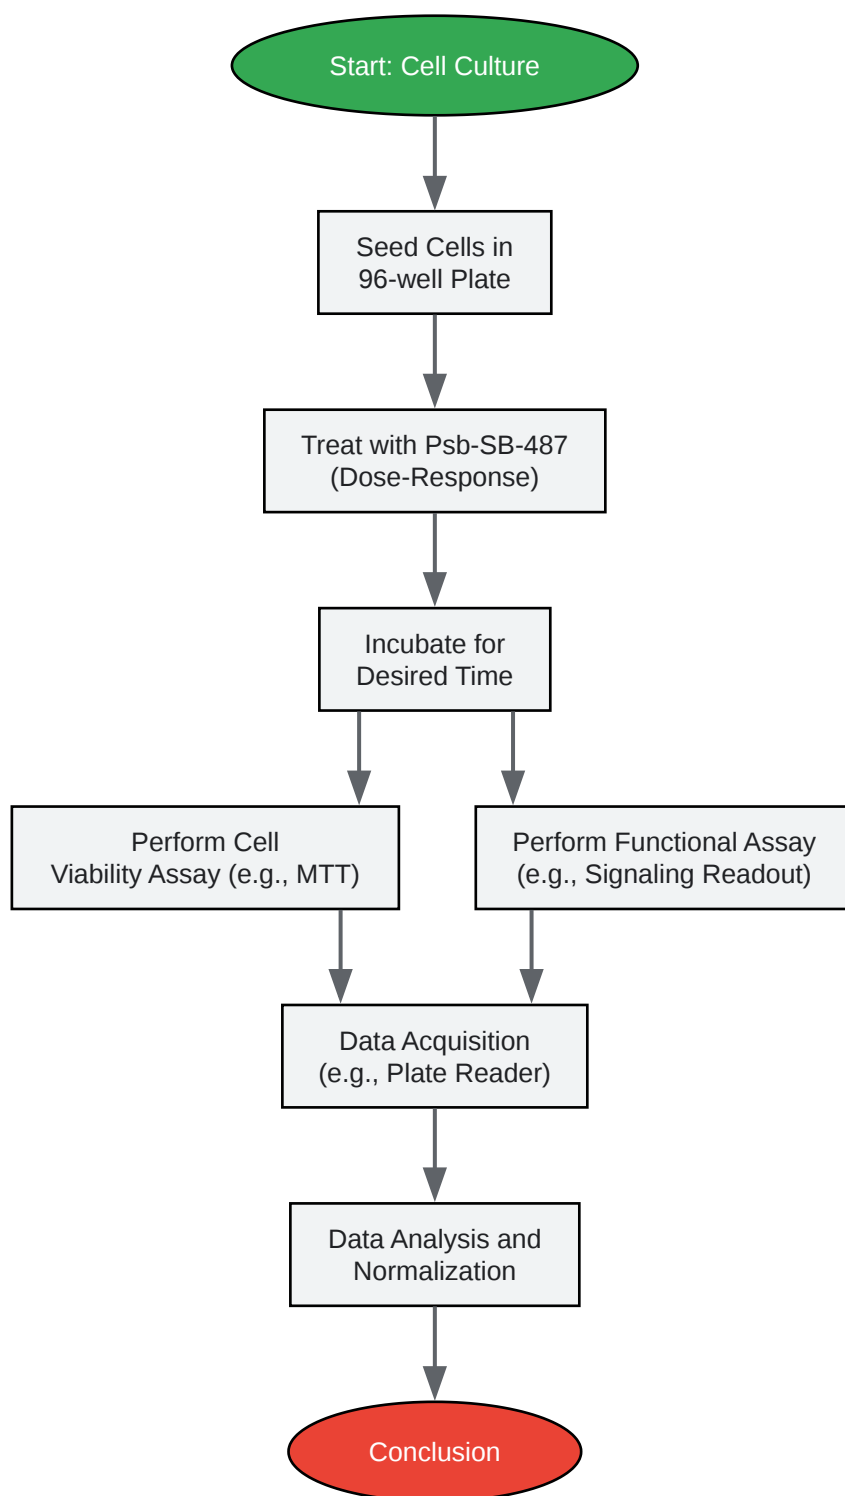 Start: Cell Culture
Seed Cells in
96-well Plate
Treat with Psb-SB-487
(Dose-Response)
Incubate for
Desired Time
Perform Cell
Viability Assay (e.g., MTT)
Perform Functional Assay
(e.g., Signaling Readout)
Data Acquisition
(e.g., Plate Reader)
Data Analysis and
Normalization
Conclusion